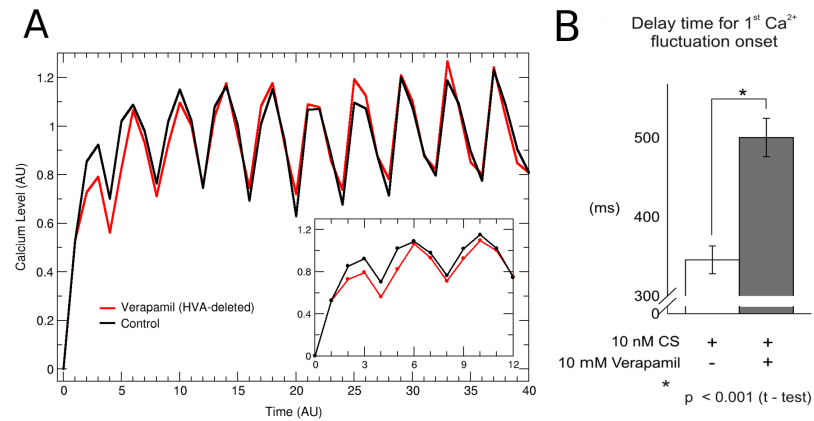 A
B
Delay time for 1st Ca2+
fluctuation onset
Calcium Level (AU)
1.2
1
0.8
0.6
0.4
0.2
0
0 5 10 15 20 25 30 35 40
Time (AU)
Verapamil (HVA-deleted)
Control
1.2
0.8
0.4
0
0 3 6 9 12
*
(ms)
500
400
300
0
10 nM CS + +
10 mM Verapamil - +
*
p < 0.001 (t - test)